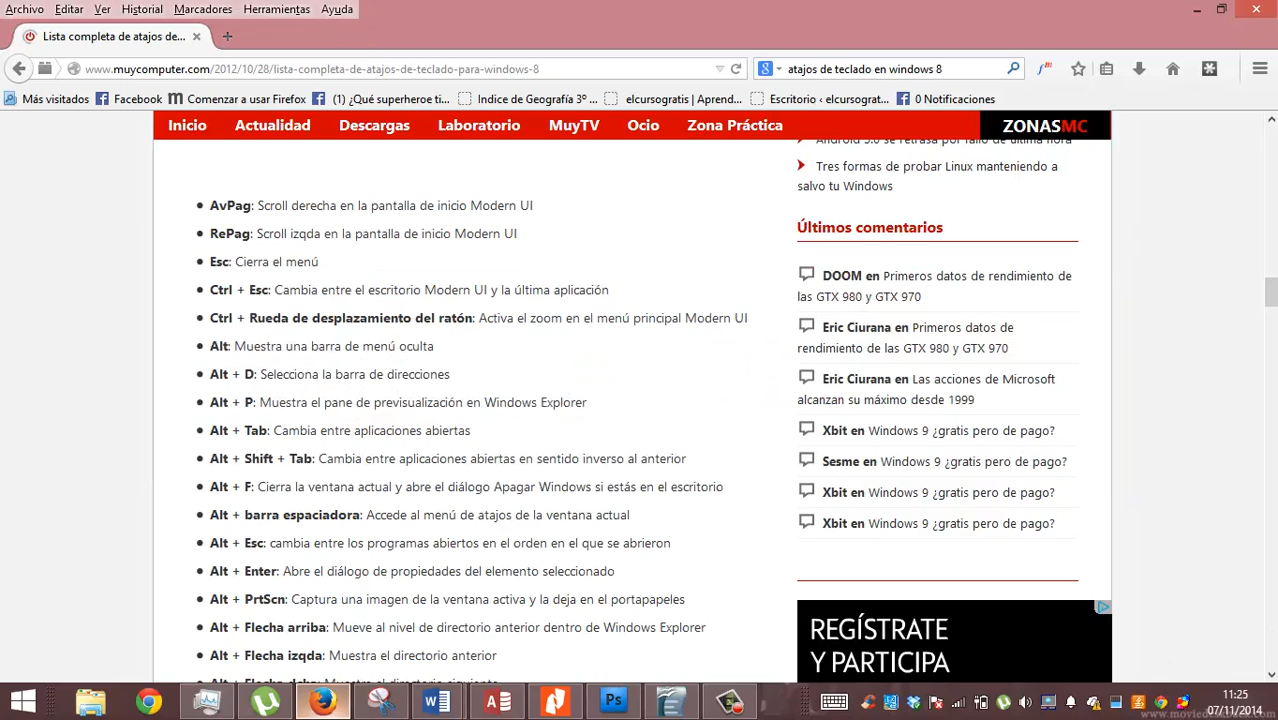 Archivo Editar Ver Historial Marcadores Herramientas Ayuda
Lista completa de atajos de...
www.muycomputer.com/2012/10/28/lista-completa-de-atajos-de-teclado-para-windows-8
atajos de teclado en windows 8
Más visitados Facebook Comenzar a usar Firefox (1) ¿Qué superheroe ti... Indice de Geografía 3º ... elcursogratis | Aprend... Escritorio ‹ elcursograt... 0 Notificaciones
Inicio Actualidad Descargas Laboratorio MuyTV Ocio Zona Práctica ZONASMC
AvPag: Scroll derecha en la pantalla de inicio Modern UI
RePag: Scroll izqda en la pantalla de inicio Modern UI
Esc: Cierra el menú
Ctrl + Esc: Cambia entre el escritorio Modern UI y la última aplicación
Ctrl + Rueda de desplazamiento del ratón: Activa el zoom en el menú principal Modern UI
Alt: Muestra una barra de menú oculta
Alt + D: Selecciona la barra de direcciones
Alt + P: Muestra el pane de previsualización en Windows Explorer
Alt + Tab: Cambia entre aplicaciones abiertas
Alt + Shift + Tab: Cambia entre aplicaciones abiertas en sentido inverso al anterior
Alt + F: Cierra la ventana actual y abre el diálogo Apagar Windows si estás en el escritorio
Alt + barra espaciadora: Accede al menú de atajos de la ventana actual
Alt + Esc: cambia entre los programas abiertos en el orden en el que se abrieron
Alt + Enter: Abre el diálogo de propiedades del elemento seleccionado
Alt + PrtScn: Captura una imagen de la ventana activa y la deja en el portapapeles
Alt + Flecha arriba: Mueve al nivel de directorio anterior dentro de Windows Explorer
Alt + Flecha izqda: Muestra el directorio anterior
Android 5.0 se retrasa por fallo de última hora
Tres formas de probar Linux manteniendo a
salvo tu Windows
Últimos comentarios
DOOM en Primeros datos de rendimiento de
las GTX 980 y GTX 970
Eric Ciurana en Primeros datos de
rendimiento de las GTX 980 y GTX 970
Eric Ciurana en Las acciones de Microsoft
alcanzan su máximo desde 1999
Xbit en Windows 9 ¿gratis pero de pago?
Sesme en Windows 9 ¿gratis pero de pago?
Xbit en Windows 9 ¿gratis pero de pago?
Xbit en Windows 9 ¿gratis pero de pago?
REGÍSTRATE
Y PARTICIPA
11:25
07/11/2014